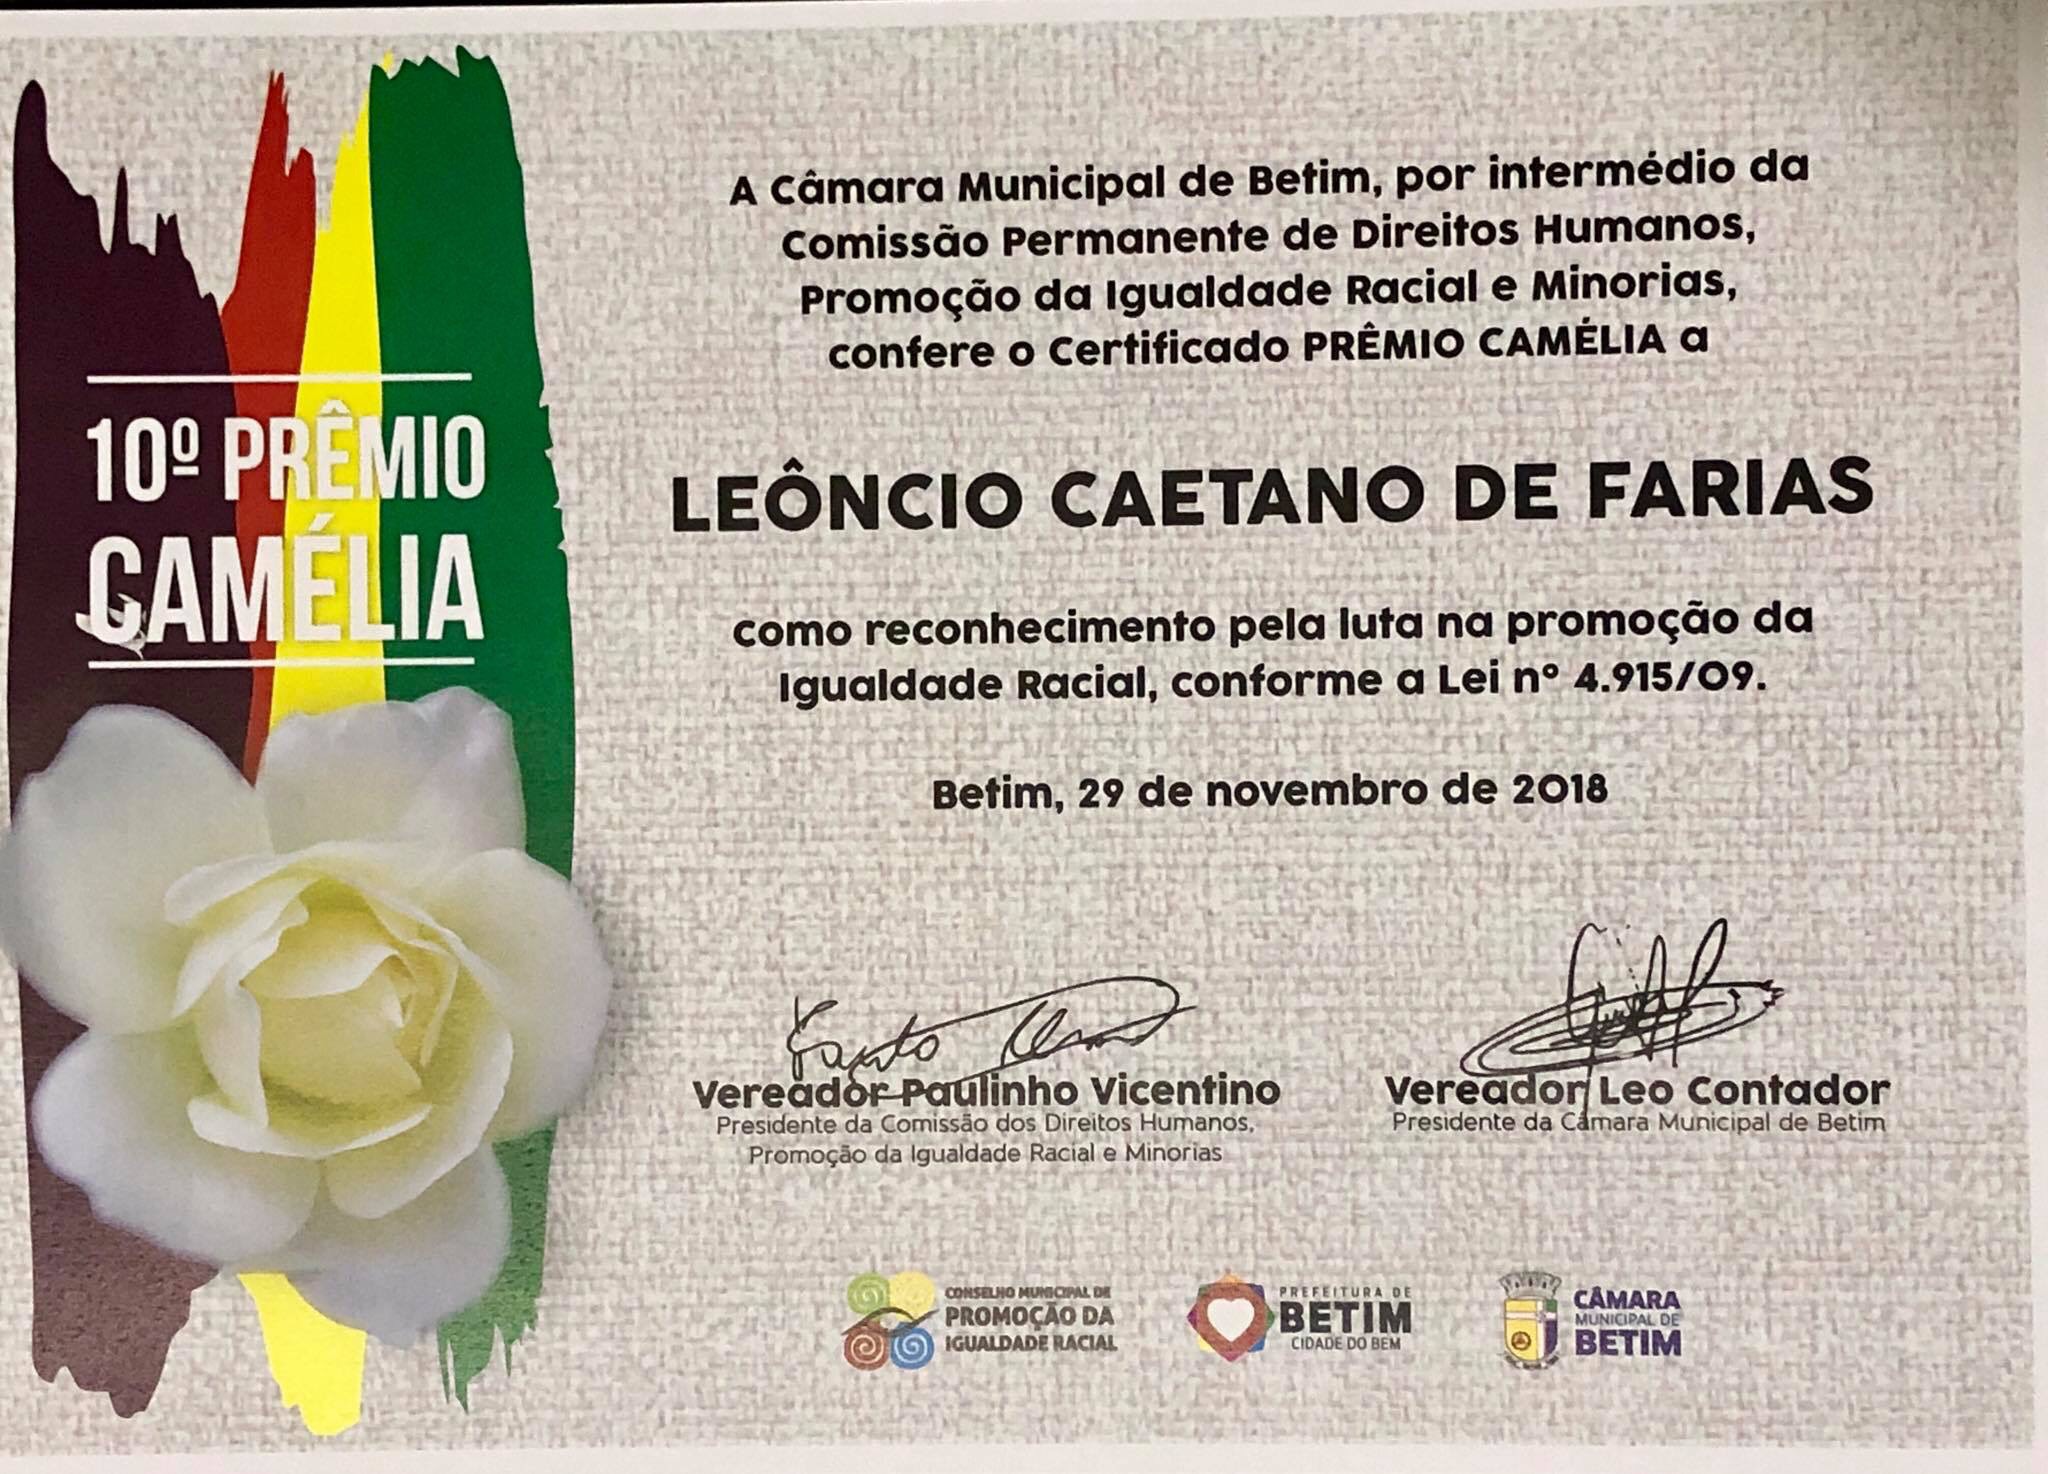 10º PRÊMIO
CAMÉLIA
A Câmara Municipal de Betim, por intermédio da
Comissão Permanente de Direitos Humanos,
Promoção da Igualdade Racial e Minorias,
confere o Certificado PRÊMIO CAMÉLIA a
LEÔNCIO CAETANO DE FARIAS
como reconhecimento pela luta na promoção da
Igualdade Racial, conforme a Lei nº 4.915/09.
Betim, 29 de novembro de 2018
Vereador Paulinho Vicentino
Presidente da Comissão dos Direitos Humanos,
Promoção da Igualdade Racial e Minorias
Vereador Leo Contador
Presidente da Câmara Municipal de Betim
CONSELHO MUNICIPAL DE
PROMOÇÃO DA
IGUALDADE RACIAL
PREFEITURA DE
BETIM
CIDADE DO BEM
CÂMARA
MUNICIPAL DE
BETIM